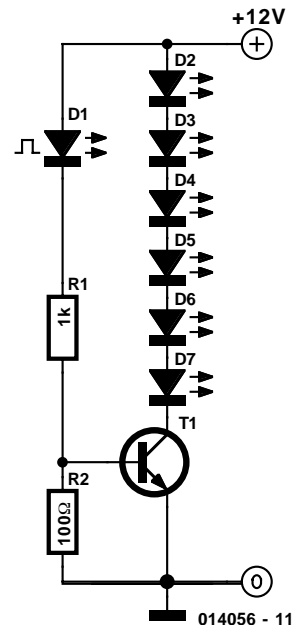 +12V
D2
D1
D3
D4
D5
R1
1k
D6
D7
T1
R2
100Ω
0
014056 - 11